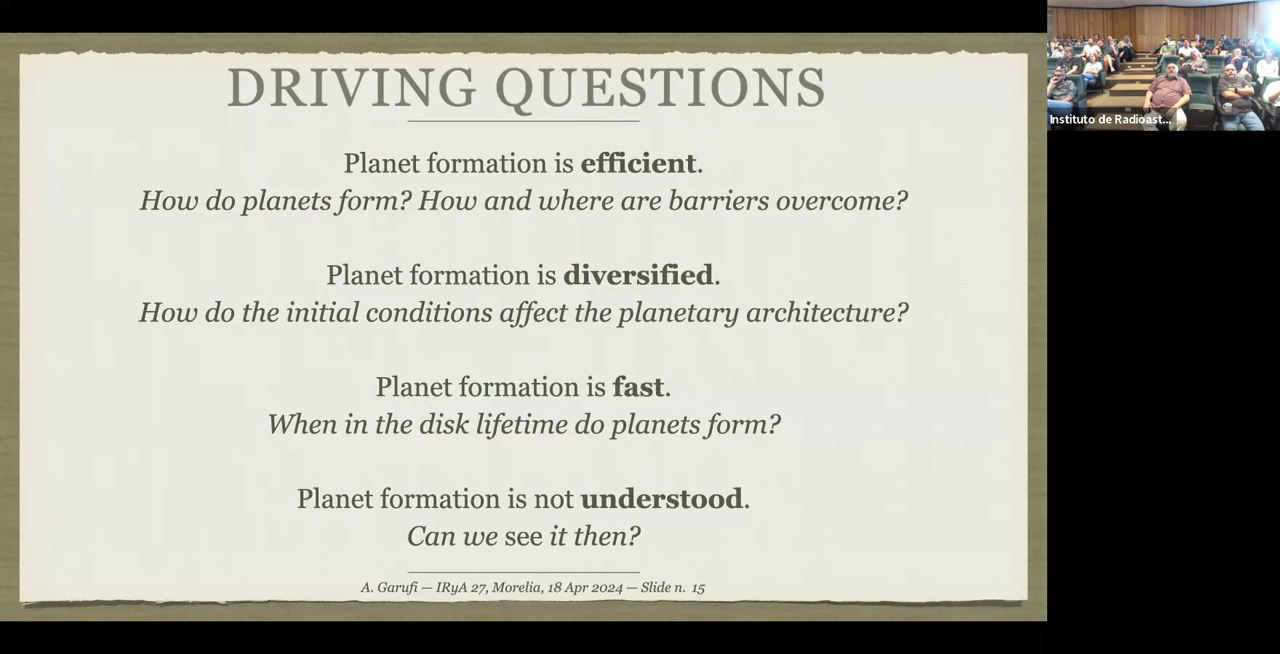 DRIVING QUESTIONS
Planet formation is efficient.
How do planets form? How and where are barriers overcome?
Planet formation is diversified.
How do the initial conditions affect the planetary architecture?
Planet formation is fast.
When in the disk lifetime do planets form?
Planet formation is not understood.
Can we see it then?
A. Garufi — IRyA 27, Morelia, 18 Apr 2024 — Slide n. 15
Instituto de Radioast...